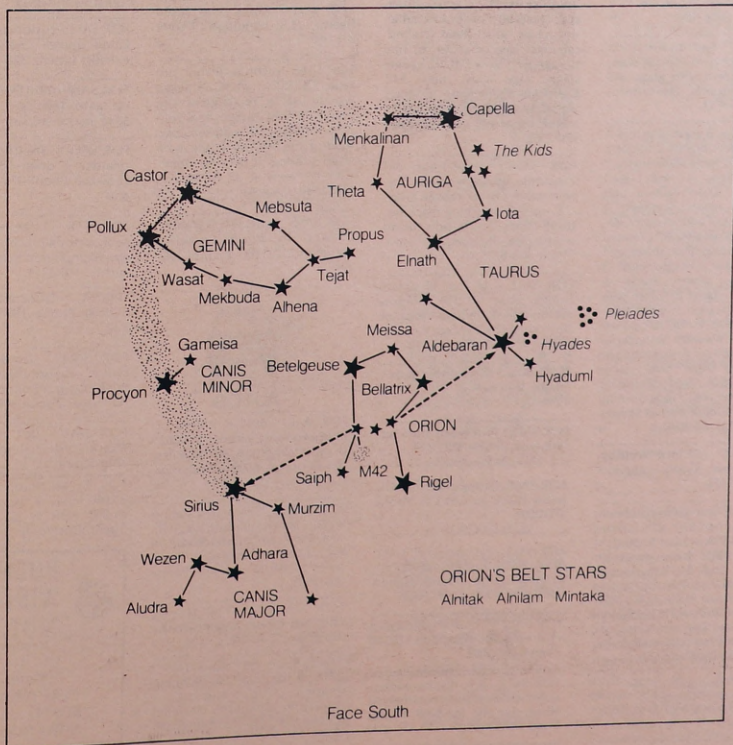 Capella
Menkalinan
The Kids
Castor
Theta
AURIGA
Mebsuta
Iota
Pollux
Propus
GEMINI
Elnath
Wasat
Tejat
TAURUS
Mekbuda
Alhena
Pleiades
Meissa
Gameisa
Aldebaran
Hyades
Betelgeuse
CANIS
MINOR
Hyaduml
Bellatrix
Procyon
ORION
Saiph
M42
Rigel
Sirius
Murzim
Wezen
Adhara
ORION'S BELT STARS
CANIS
MAJOR
Alnitak Alnilam Mintaka
Aludra
Face South